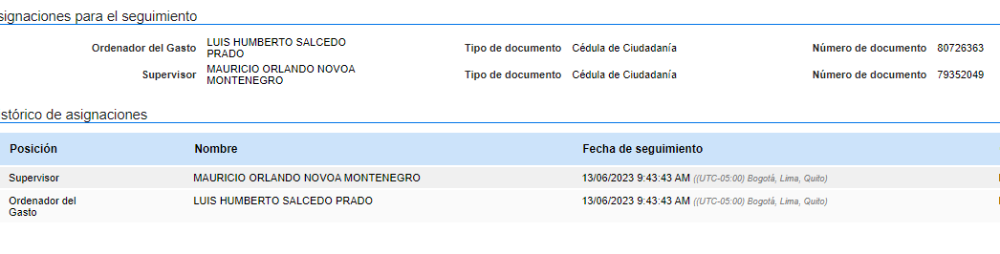 signaciones para el seguimiento
Ordenador del Gasto LUIS HUMBERTO SALCEDO PRADO Tipo de documento Cédula de Ciudadanía Número de documento 80726363
Supervisor MAURICIO ORLANDO NOVOA MONTENEGRO Tipo de documento Cédula de Ciudadanía Número de documento 79352049
stórico de asignaciones
Posición Nombre Fecha de seguimiento
Supervisor MAURICIO ORLANDO NOVOA MONTENEGRO 13/06/2023 9:43:43 AM ((UTC-05:00) Bogotá, Lima, Quito)
Ordenador del Gasto LUIS HUMBERTO SALCEDO PRADO 13/06/2023 9:43:43 AM ((UTC-05:00) Bogotá, Lima, Quito)